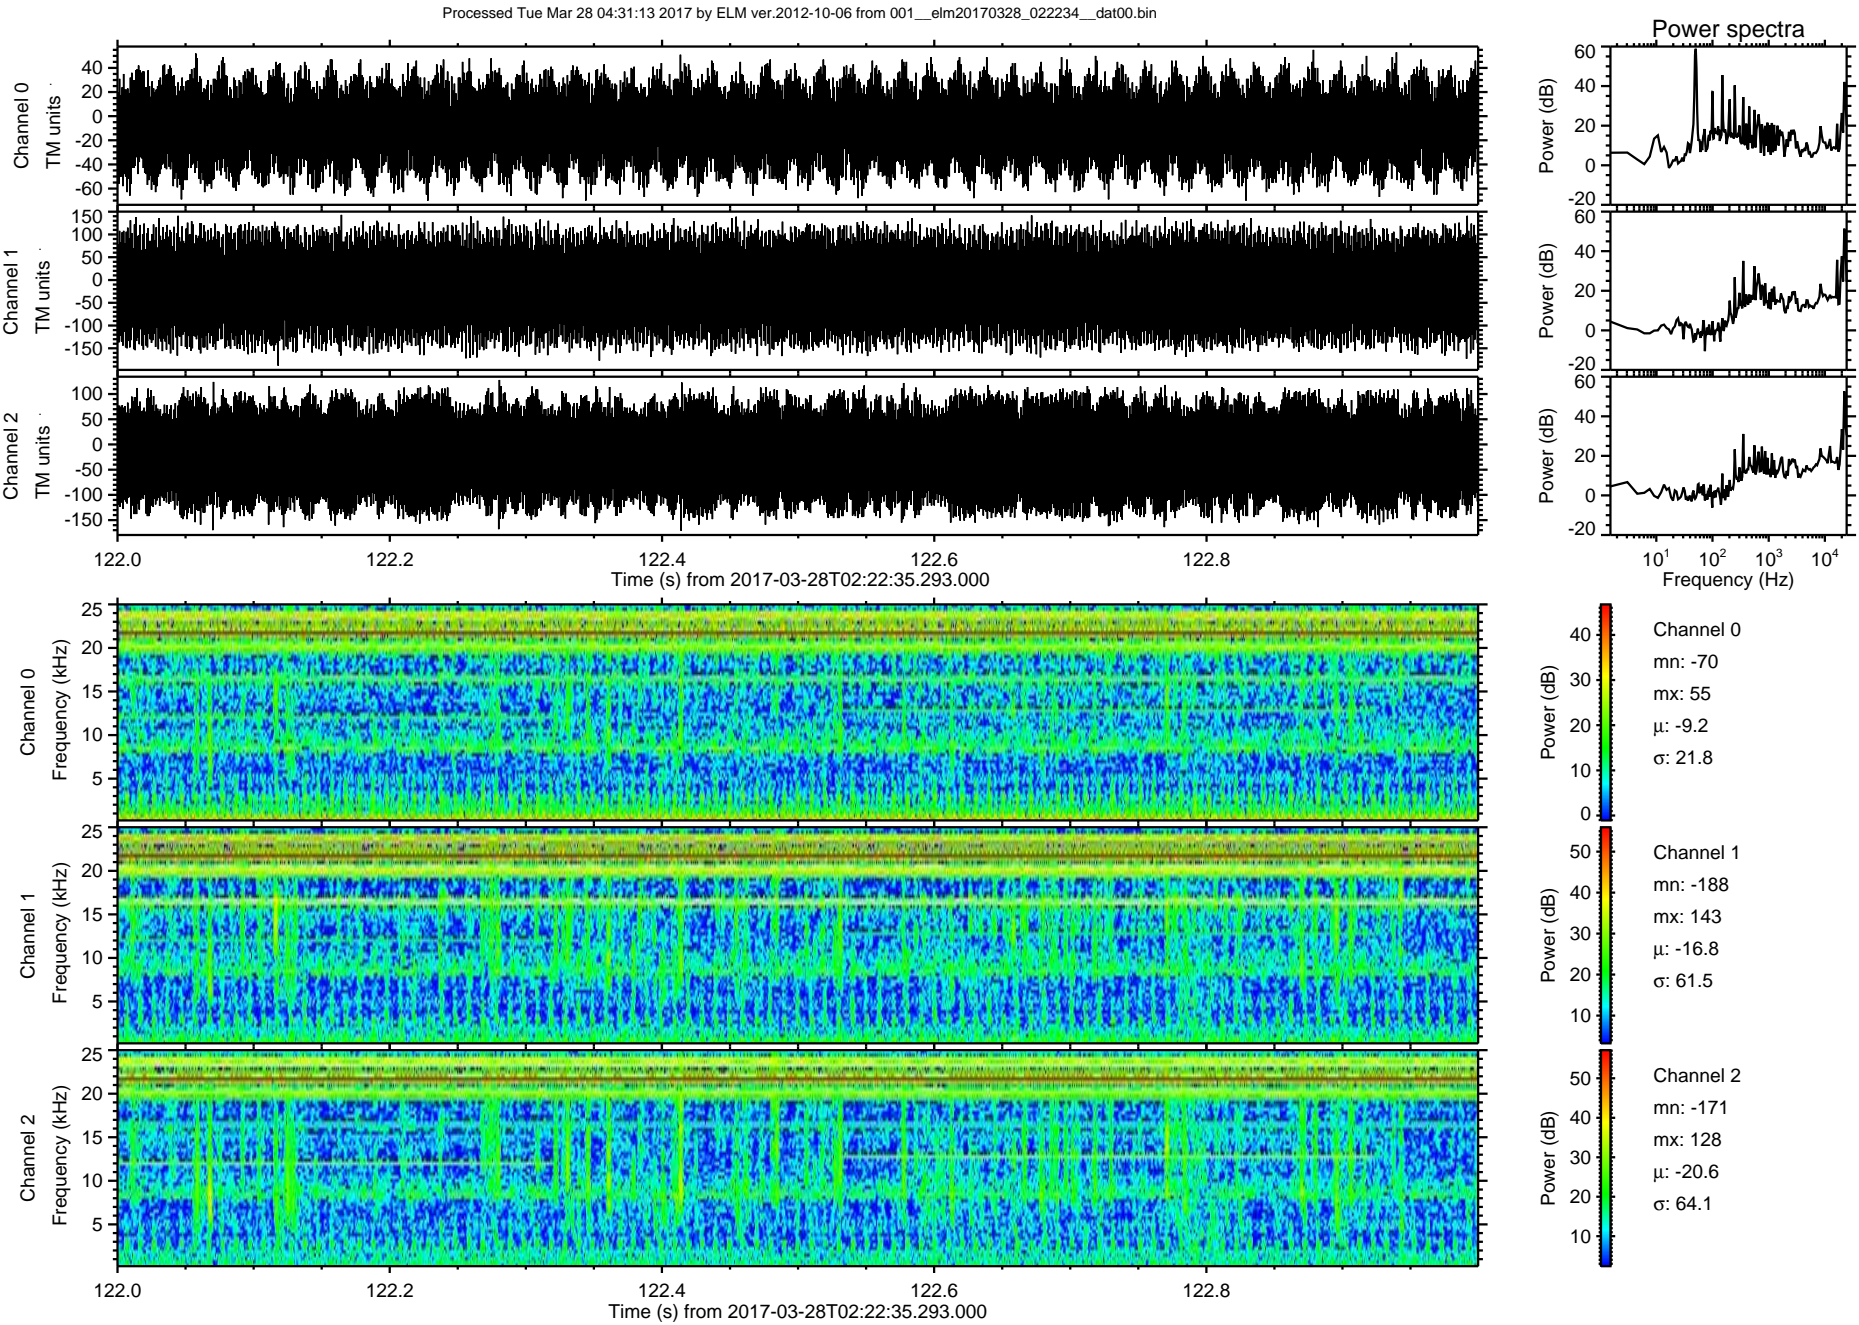 Processed Tue Mar 28 04:31:13 2017 by ELM ver.2012-10-06 from 001__elm20170328_022234__dat00.bin
Power spectra
Channel 0
TM units
40
20
0
-20
-40
-60
Power (dB)
60
40
20
0
-20
Channel 1
TM units
150
100
50
0
-50
-100
-150
Power (dB)
60
40
20
0
-20
Channel 2
TM units
100
50
0
-50
-100
-150
Power (dB)
60
40
20
0
-20
122.0 122.2 122.4 122.6 122.8
Time (s) from 2017-03-28T02:22:35.293.000
10^1 10^2 10^3 10^4
Frequency (Hz)
Channel 0
Frequency (kHz)
25
20
15
10
5
Power (dB)
40
30
20
10
0
Channel 0
mn: -70
mx: 55
μ: -9.2
σ: 21.8
Channel 1
Frequency (kHz)
25
20
15
10
5
Power (dB)
50
40
30
20
10
Channel 1
mn: -188
mx: 143
μ: -16.8
σ: 61.5
Channel 2
Frequency (kHz)
25
20
15
10
5
Power (dB)
50
40
30
20
10
Channel 2
mn: -171
mx: 128
μ: -20.6
σ: 64.1
122.0 122.2 122.4 122.6 122.8
Time (s) from 2017-03-28T02:22:35.293.000